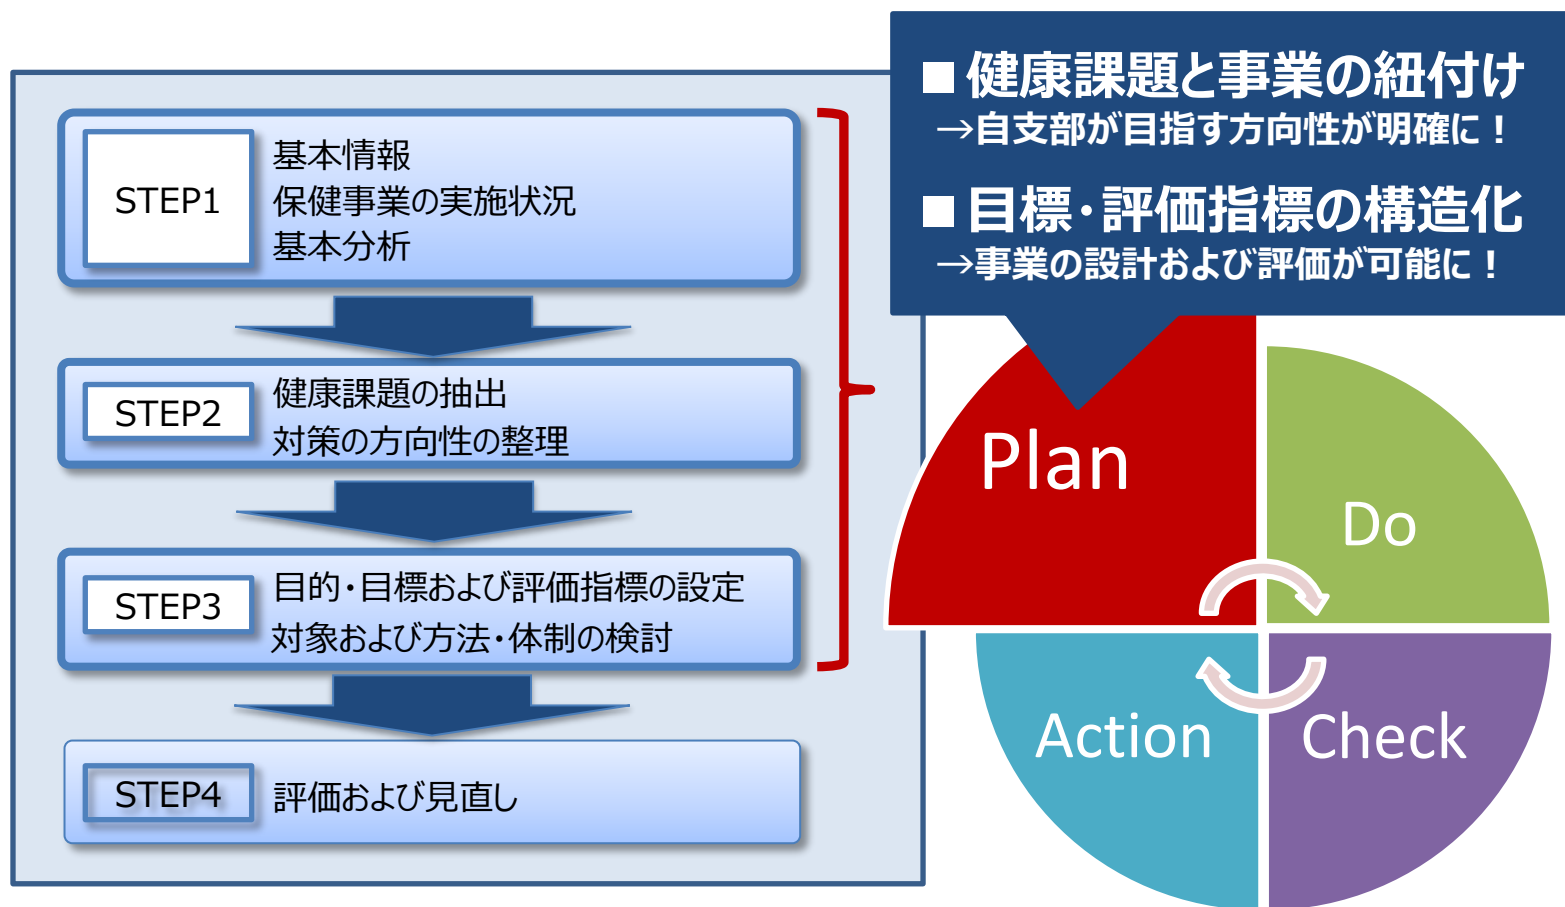 STEP1
基本情報
保健事業の実施状況
基本分析
STEP2
健康課題の抽出
対策の方向性の整理
STEP3
目的・目標および評価指標の設定
対象および方法・体制の検討
STEP4
評価および見直し
■健康課題と事業の紐付け
→自支部が目指す方向性が明確に！
■目標・評価指標の構造化
→事業の設計および評価が可能に！
Plan
Do
Action
Check